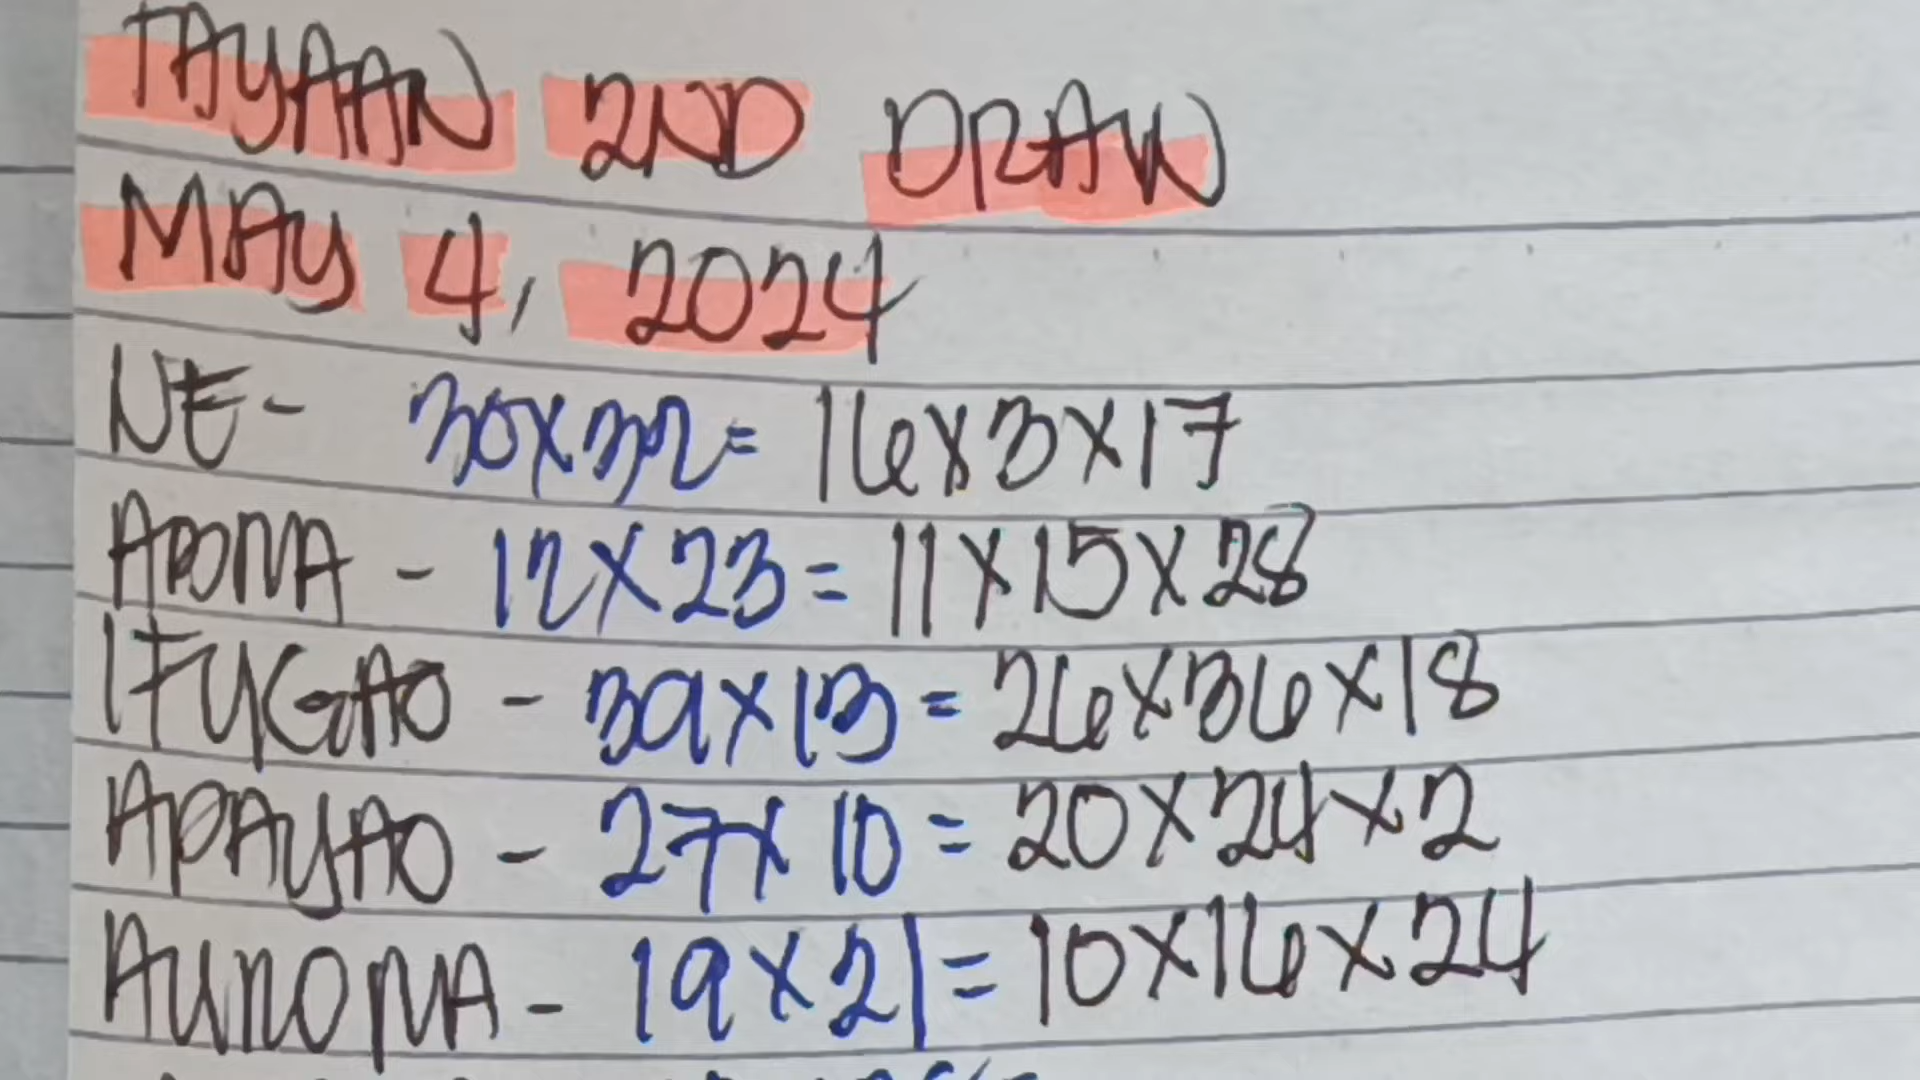 TAYAAN 2ND DRAW
MAY 4, 2024
NE - 30x32= 16x3x17
APOMA - 12x23= 11x15x28
IFUGAO - 39x13= 26x36x18
APAYAO - 27x10= 20x24x2
AURORA - 19x21= 10x16x24